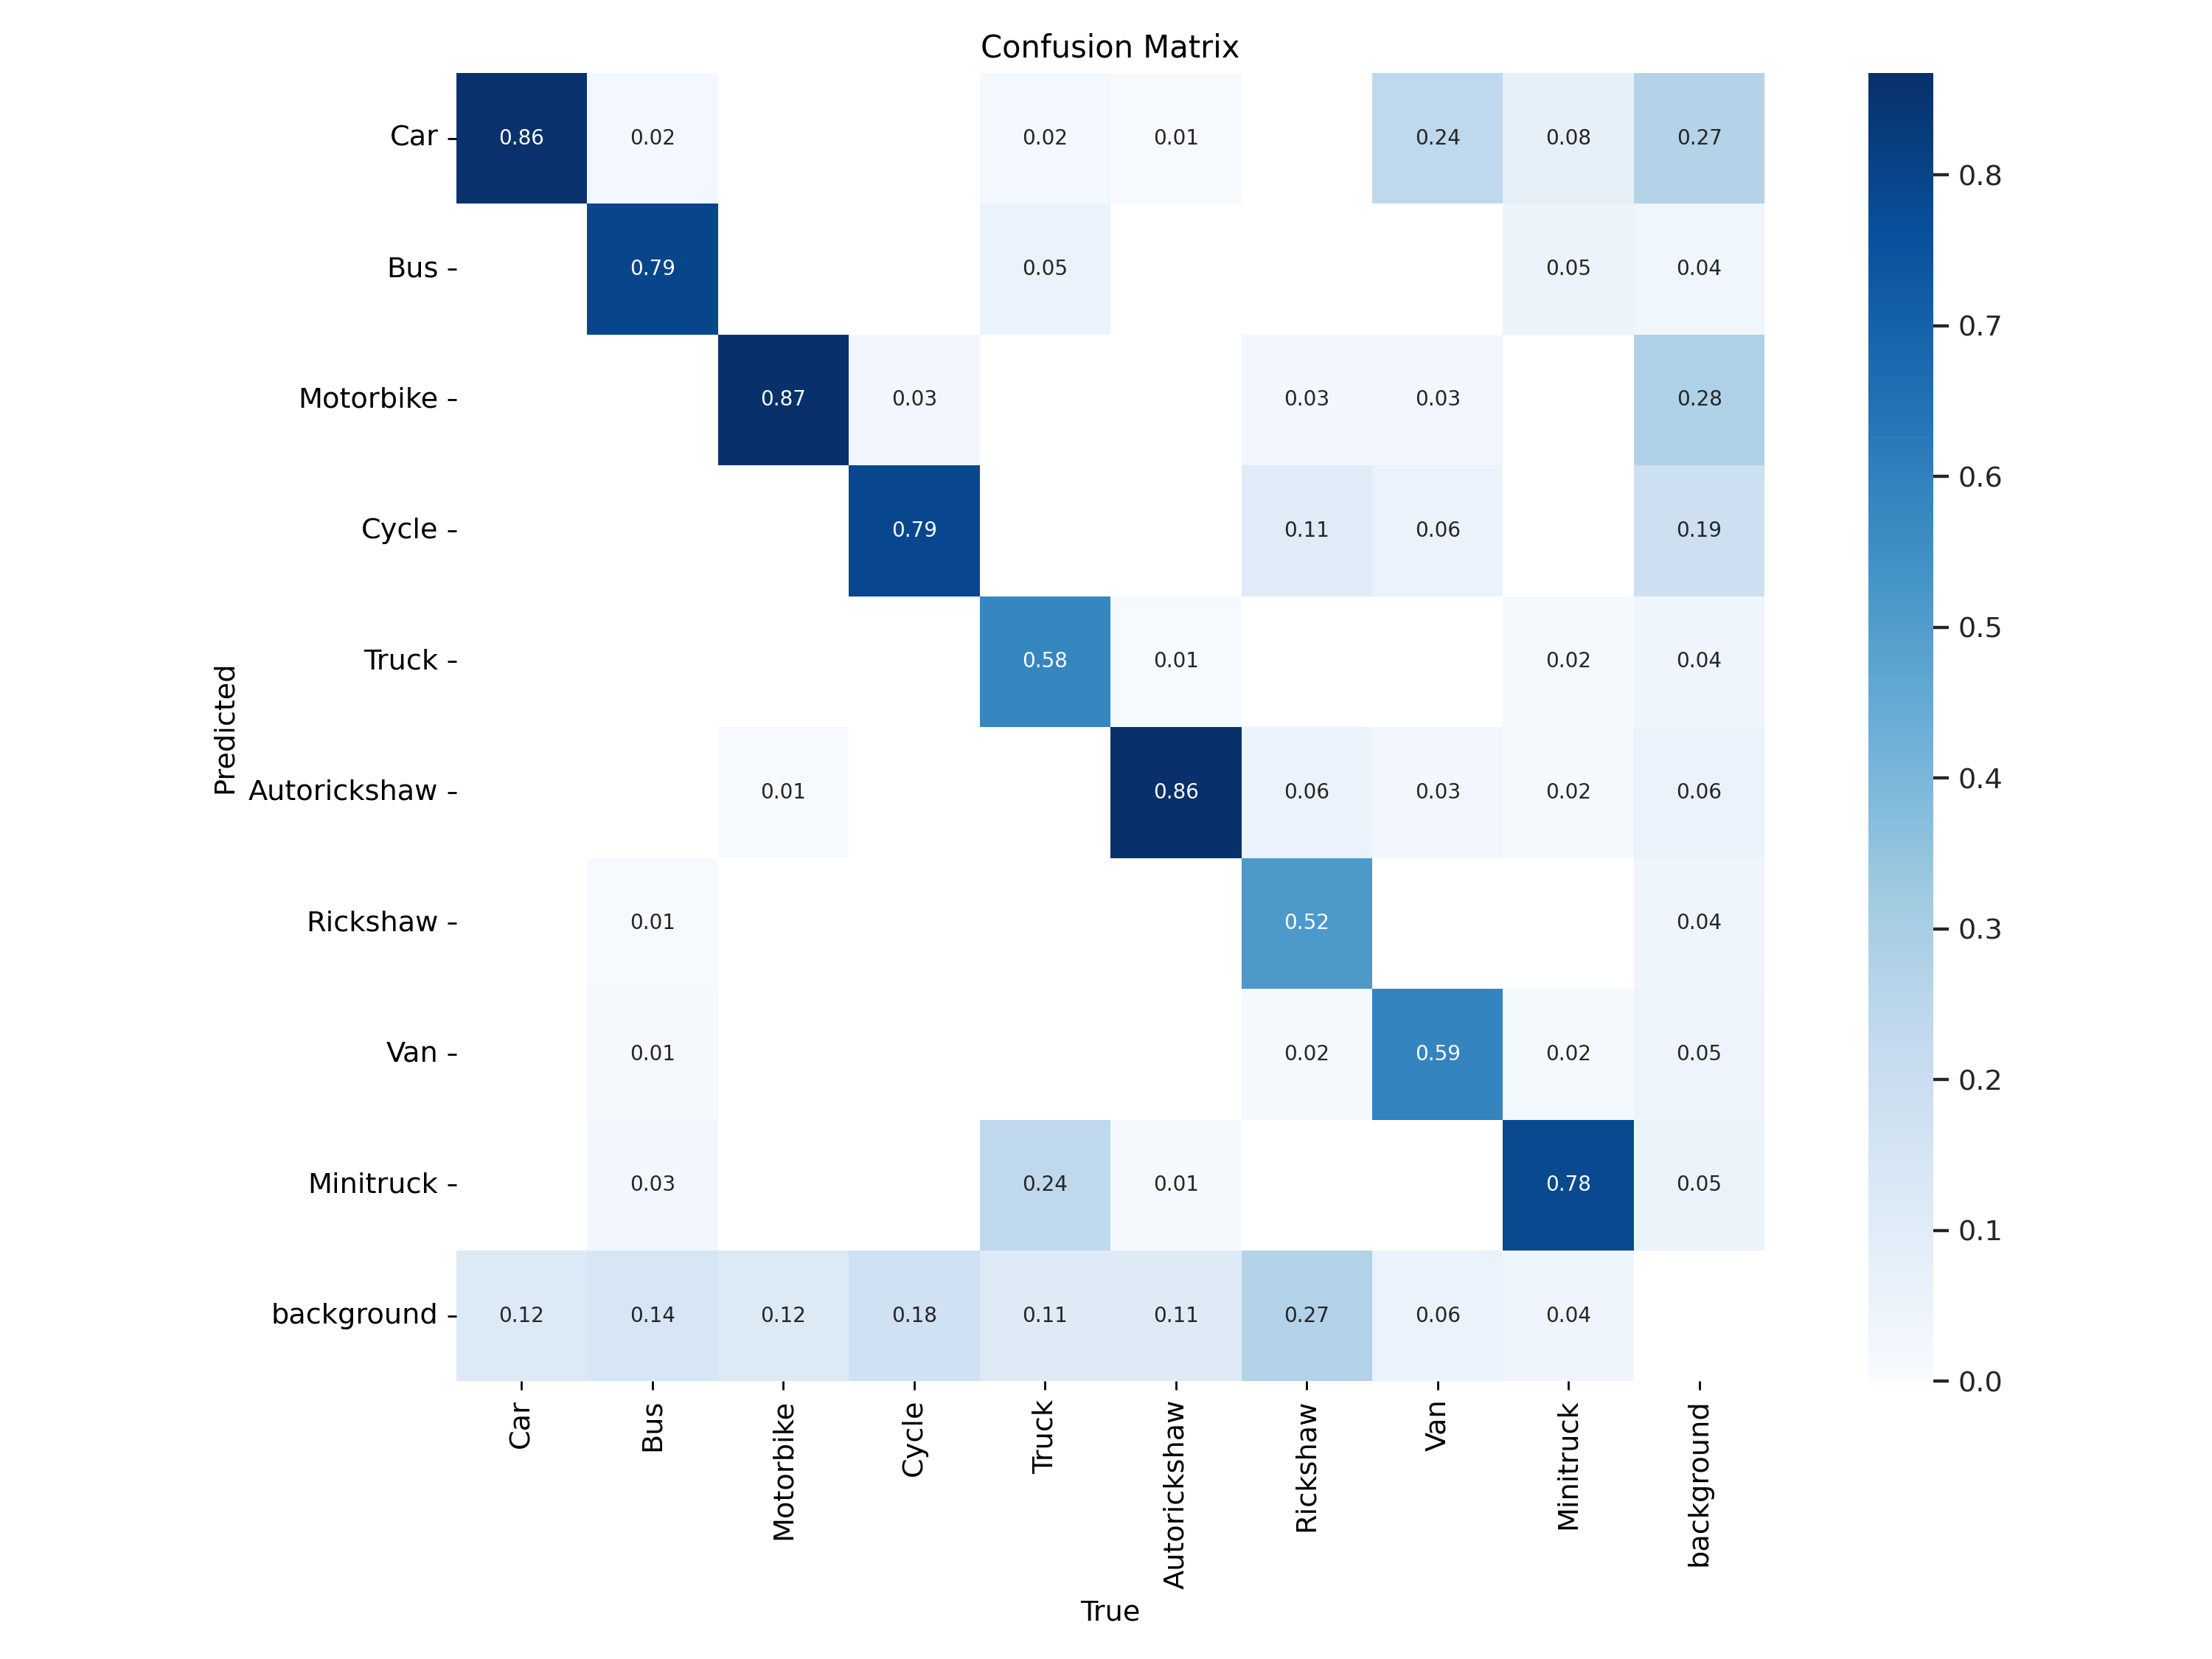 Confusion Matrix
Car 0.86 0.02 0.02 0.01 0.24 0.08 0.27
Bus 0.79 0.05 0.05 0.04
Motorbike 0.87 0.03 0.03 0.03 0.28
Cycle 0.79 0.11 0.06 0.19
Truck 0.58 0.01 0.02 0.04
Autorickshaw 0.01 0.86 0.06 0.03 0.02 0.06
Rickshaw 0.01 0.52 0.04
Van 0.01 0.02 0.59 0.02 0.05
Minitruck 0.03 0.24 0.01 0.78 0.05
background 0.12 0.14 0.12 0.18 0.11 0.11 0.27 0.06 0.04
Predicted
Car Bus Motorbike Cycle Truck Autorickshaw Rickshaw Van Minitruck background
True
0.8
0.7
0.6
0.5
0.4
0.3
0.2
0.1
0.0